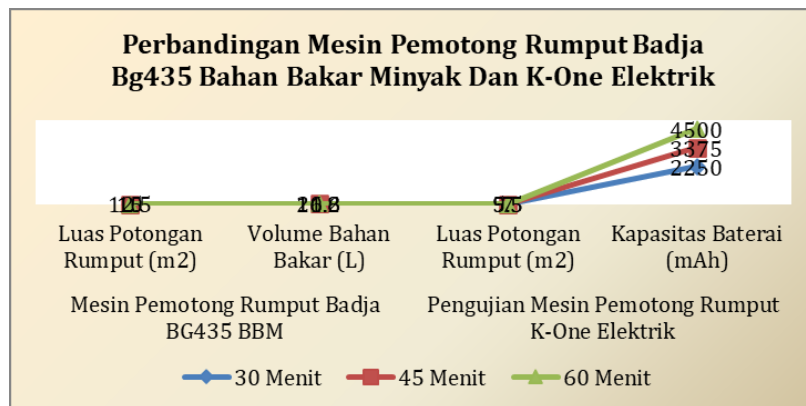 Perbandingan Mesin Pemotong Rumput Badja
Bg435 Bahan Bakar Minyak Dan K-One Elektrik
4500
3375
2250
Luas Potongan
Rumput (m2)
Volume Bahan
Bakar (L)
Luas Potongan
Rumput (m2)
Kapasitas Baterai
(mAh)
Mesin Pemotong Rumput Badja
BG435 BBM
Pengujian Mesin Pemotong Rumput
K-One Elektrik
30 Menit
45 Menit
60 Menit